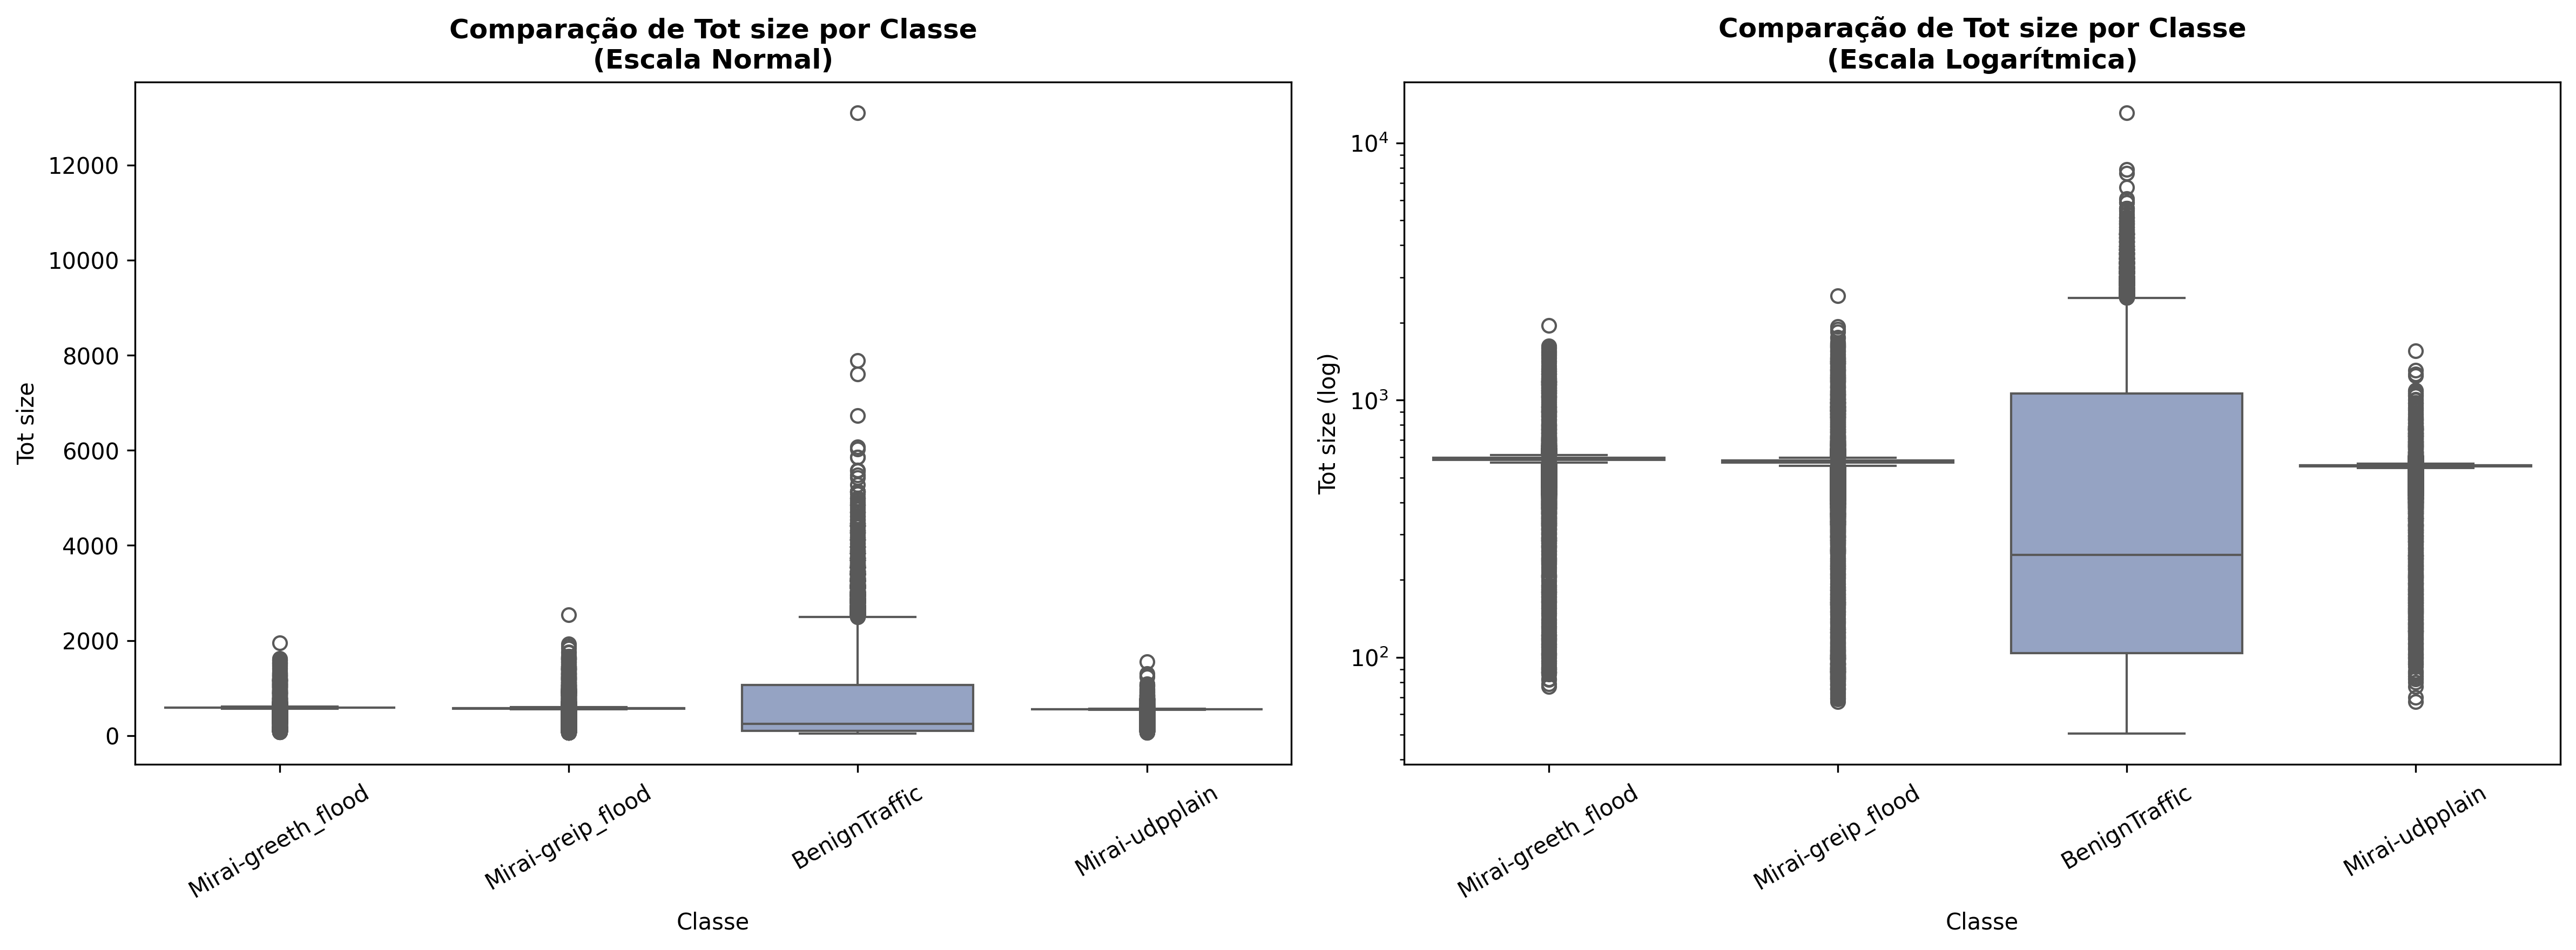 Comparação de Tot size por Classe
(Escala Normal)
Tot size
12000
10000
8000
6000
4000
2000
0
Mirai-greeth_flood
Mirai-greip_flood
BenignTraffic
Mirai-udpplain
Classe
Comparação de Tot size por Classe
(Escala Logarítmica)
Tot size (log)
10⁴
10³
10²
Mirai-greeth_flood
Mirai-greip_flood
BenignTraffic
Mirai-udpplain
Classe